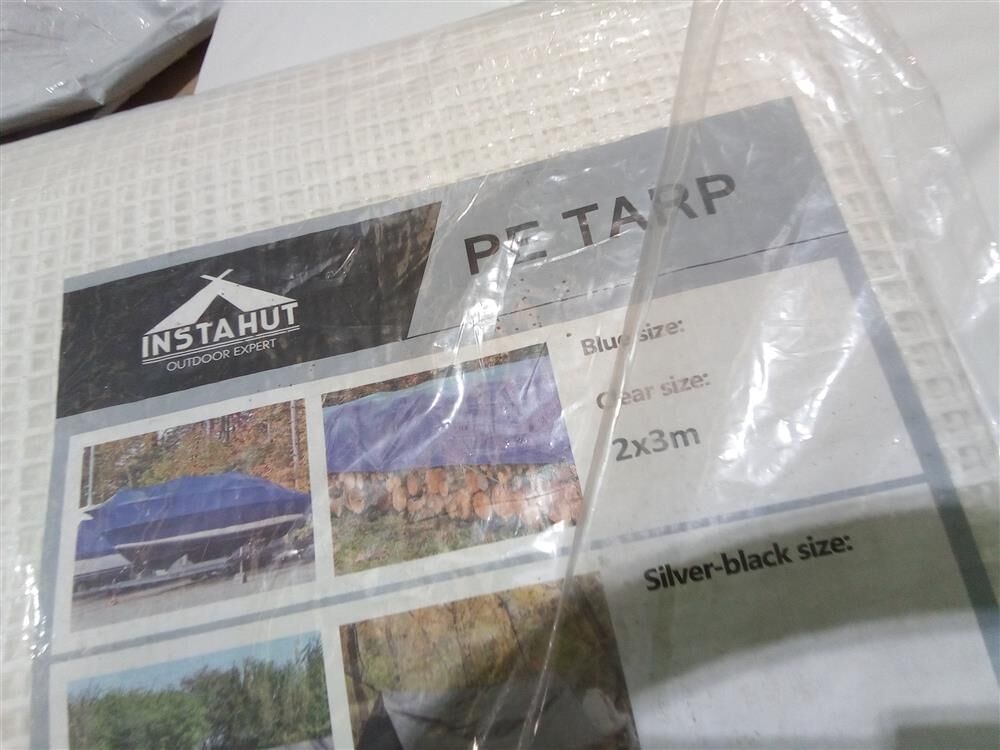 PE TARP
INSTAHUT
OUTDOOR EXPERT
Blue size:
Clear size:
2x3m
Silver-black size: